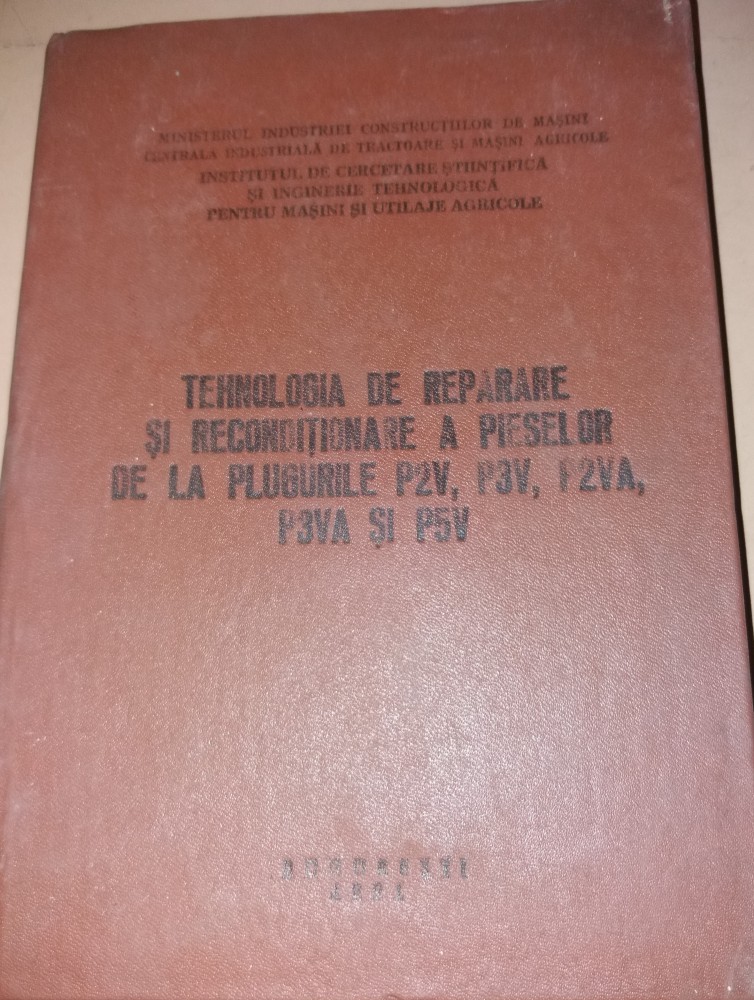 MINISTERUL INDUSTRIEI CONSTRUCTIILOR DE MAȘINI
CENTRALA INDUSTRIALĂ DE TRACTOARE ȘI MAȘINI AGRICOLE
INSTITUTUL DE CERCETARE ȘTIINȚIFICĂ
ȘI INGINERIE TEHNOLOGICĂ
PENTRU MAȘINI ȘI UTILAJE AGRICOLE
TEHNOLOGIA DE REPARARE
ȘI RECONDIȚIONARE A PIESELOR
DE LA PLUGURILE P2V, P3V, P2VA,
P3VA ȘI P5V
BUCUREȘTI